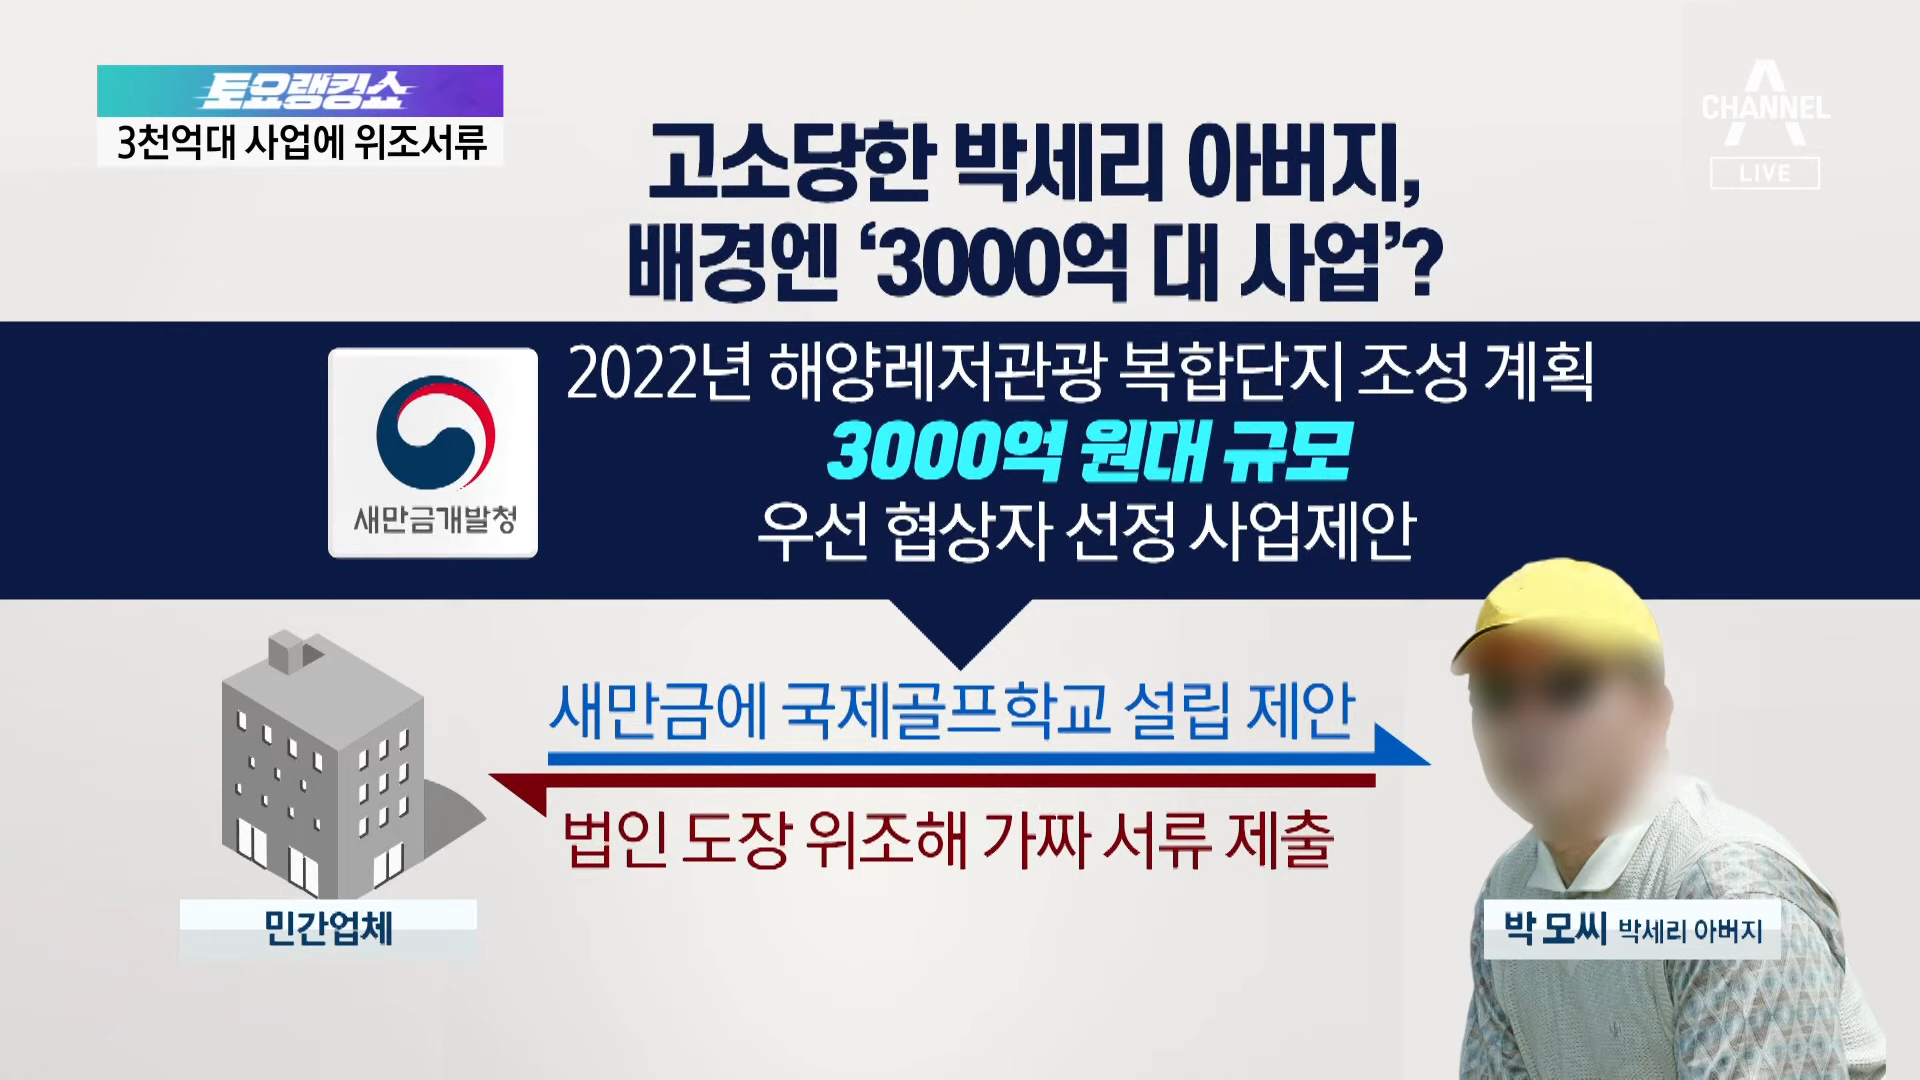 토요랭킹쇼
3천억대 사업에 위조서류
CHANNEL A
LIVE
고소당한 박세리 아버지,
배경엔 ‘3000억 대 사업’?
새만금개발청
2022년 해양레저관광 복합단지 조성 계획
3000억 원대 규모
우선 협상자 선정 사업제안
새만금에 국제골프학교 설립 제안
법인 도장 위조해 가짜 서류 제출
민간업체
박 모씨 박세리 아버지